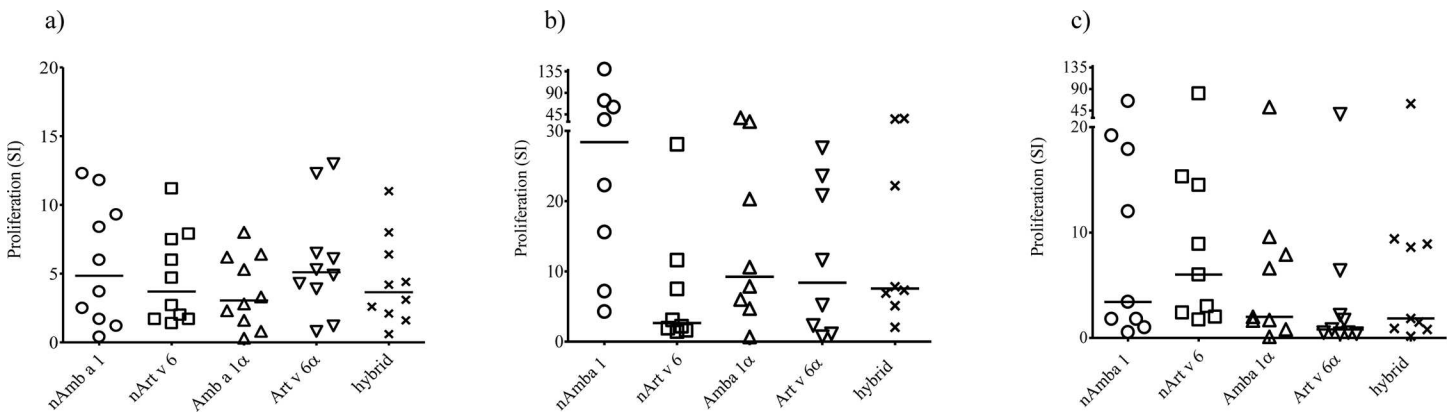 a)
Proliferation (SI)
20
15
10
5
0
nAmb a 1
nArt v 6
Amb a 1α
Art v 6α
hybrid
b)
Proliferation (SI)
135
90
45
30
20
10
0
nAmba 1
nArt v 6
Amba 1α
Art v 6α
hybrid
c)
Proliferation (SI)
135
90
45
20
10
0
nAmba 1
nArt v 6
Amba 1α
Art v 6α
hybrid